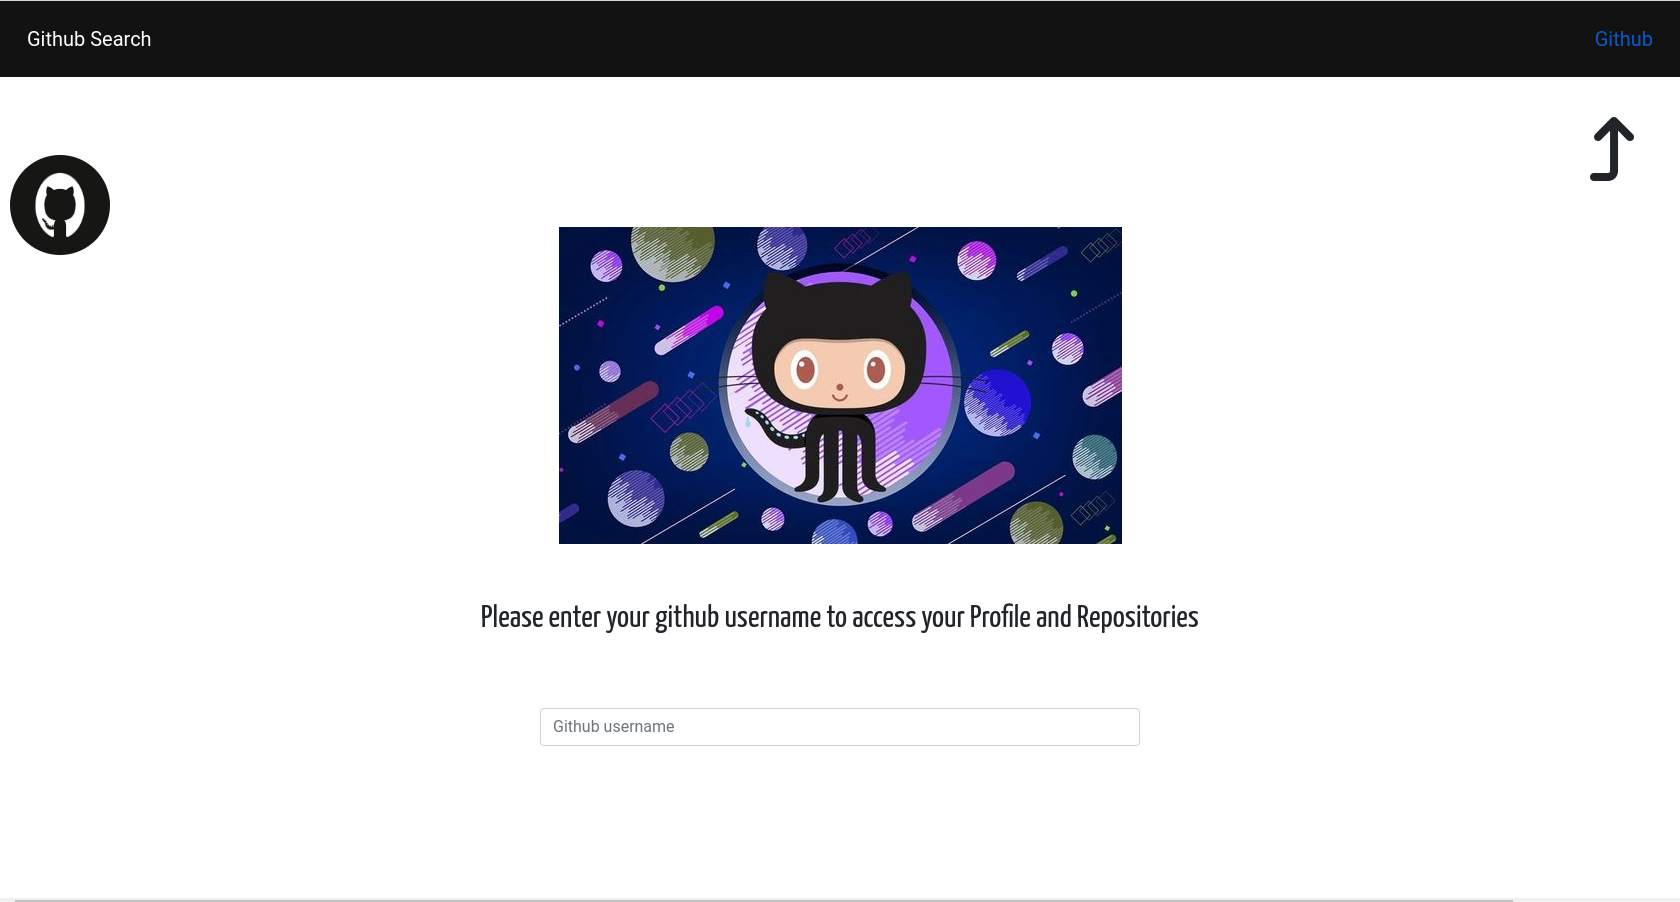 Github Search
Github
Please enter your github username to access your Profile and Repositories
Github username